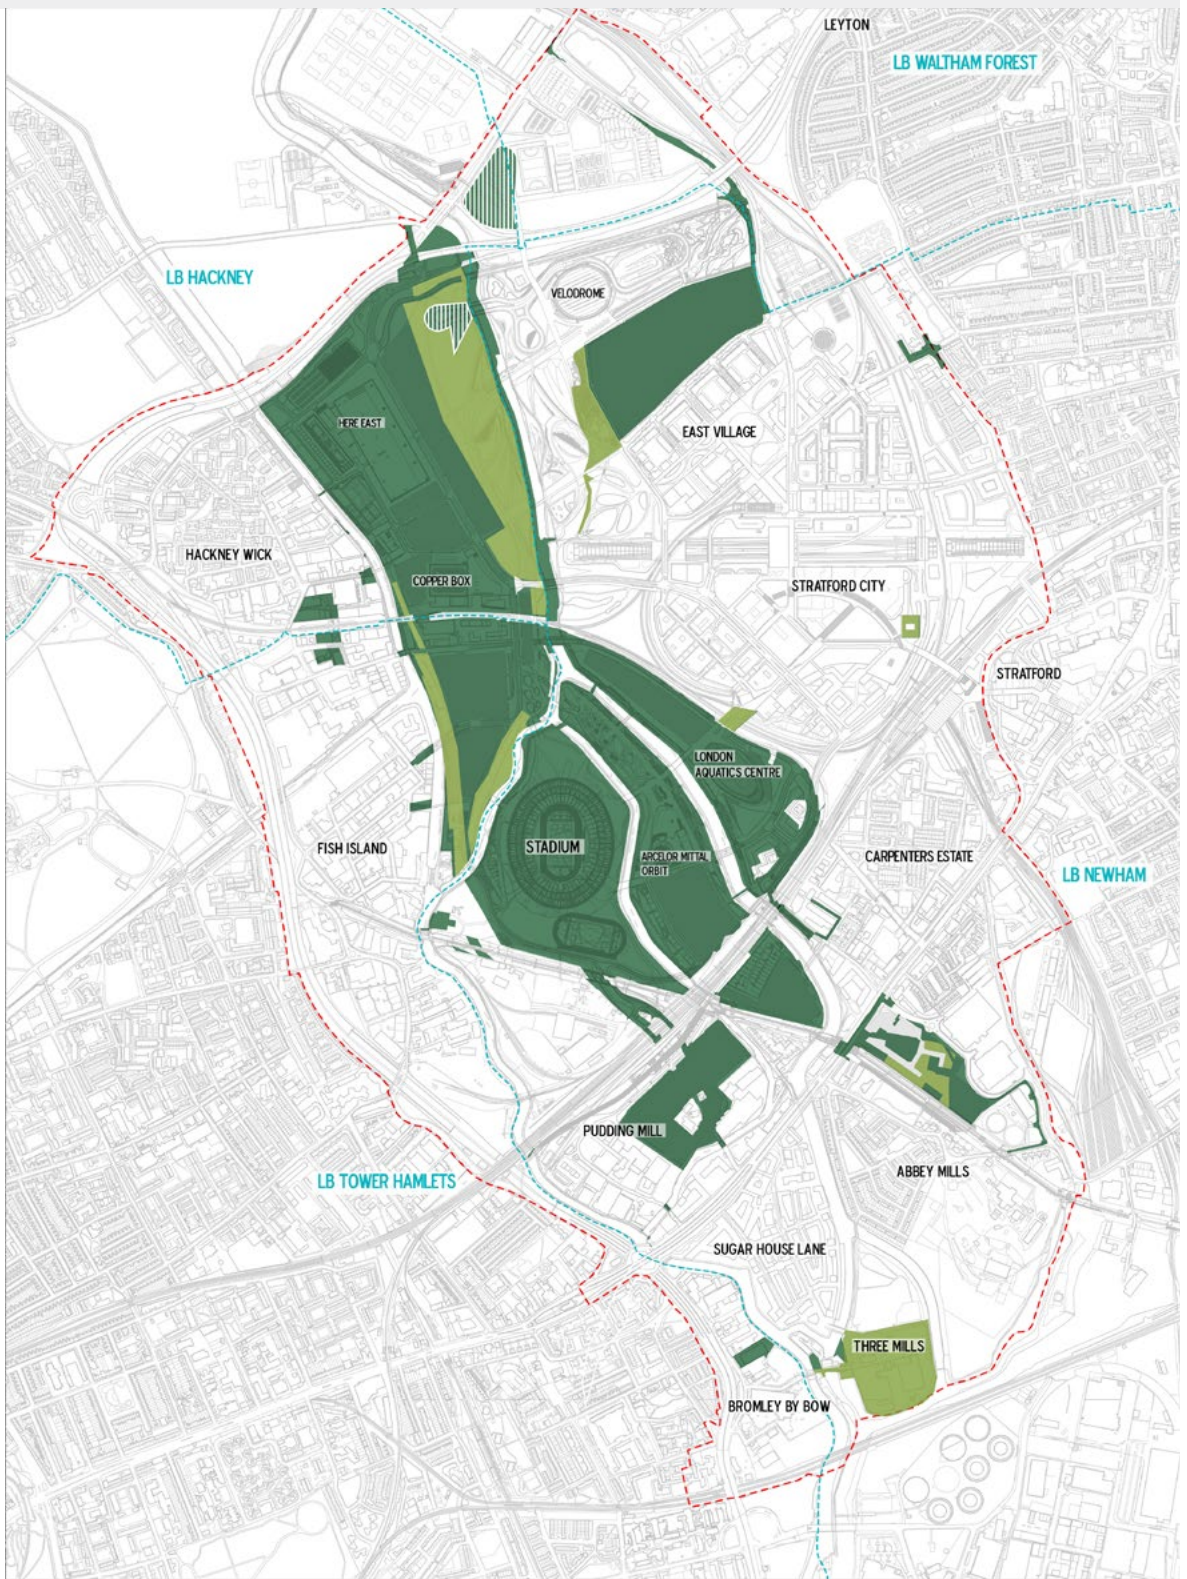 LEYTON
LB WALTHAM FOREST
LB HACKNEY
VELODROME
HERE EAST
EAST VILLAGE
HACKNEY WICK
COPPER BOX
STRATFORD CITY
STRATFORD
LONDON
AQUATICS CENTRE
FISH ISLAND
STADIUM
ARCELOR MITTAL
ORBIT
CARPENTERS ESTATE
LB NEWHAM
PUDDING MILL
ABBEY MILLS
LB TOWER HAMLETS
SUGAR HOUSE LANE
THREE MILLS
BROMLEY BY BOW